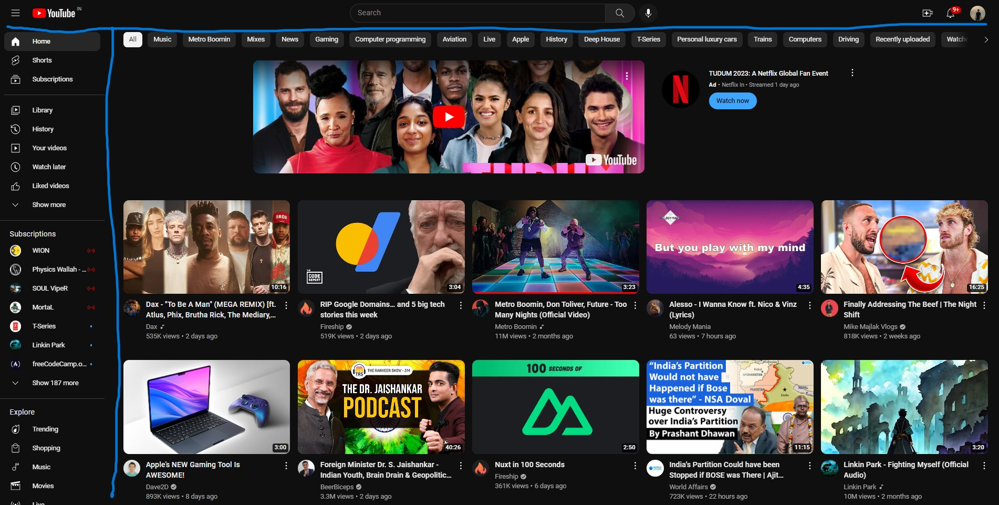 YouTube IN
Search
9+
Home
Shorts
Subscriptions
Library
History
Your videos
Watch later
Liked videos
Show more
Subscriptions
WION
Physics Wallah - ...
SOUL VipeR
MortaL
T-Series
Linkin Park
freeCodeCamp.o...
Show 187 more
Explore
Trending
Shopping
Music
Movies
Live
All Music Metro Boomin Mixes News Gaming Computer programming Aviation Live Apple History Deep House T-Series Personal luxury cars Trains Computers Driving Recently uploaded Watche
YouTube
TUDUM
TUDUM 2023: A Netflix Global Fan Event
Ad • Netflix In • Streamed 1 day ago
Watch now
10:16
Dax - "To Be A Man" (MEGA REMIX) [ft.
Atlus, Phix, Brutha Rick, The Mediary,...
Dax
535K views • 2 days ago
THE
CODE
REPORT
3:04
RIP Google Domains… and 5 big tech
stories this week
Fireship
519K views • 2 days ago
3:23
Metro Boomin, Don Toliver, Future - Too
Many Nights (Official Video)
Metro Boomin
11M views • 2 months ago
But you play with my mind
4:35
Alesso - I Wanna Know ft. Nico & Vinz
(Lyrics)
Melody Mania
63 views • 7 hours ago
16:25
Finally Addressing The Beef | The Night
Shift
Mike Majlak Vlogs
818K views • 2 weeks ago
3:00
Apple's NEW Gaming Tool Is
AWESOME!
Dave2D
893K views • 8 days ago
TRS
THE RANVEER SHOW - 314
THE DR. JAISHANKAR
PODCAST
40:26
Foreign Minister Dr. S. Jaishankar -
Indian Youth, Brain Drain & Geopolitic...
BeerBiceps
3.3M views • 2 days ago
100 SECONDS OF
2:50
Nuxt in 100 Seconds
Fireship
361K views • 6 days ago
"India's Partition
Would not have
Happened if Bose
was there" - NSA Doval
Huge Controversy
over India's Partition
By Prashant Dhawan
AFGHANISTAN
Kabul
PAKISTAN
Delhi
NEPAL
11:15
India's Partition Could have been
Stopped if BOSE was There | Ajit...
World Affairs
723K views • 22 hours ago
3:20
Linkin Park - Fighting Myself (Official
Audio)
Linkin Park
10M views • 2 months ago